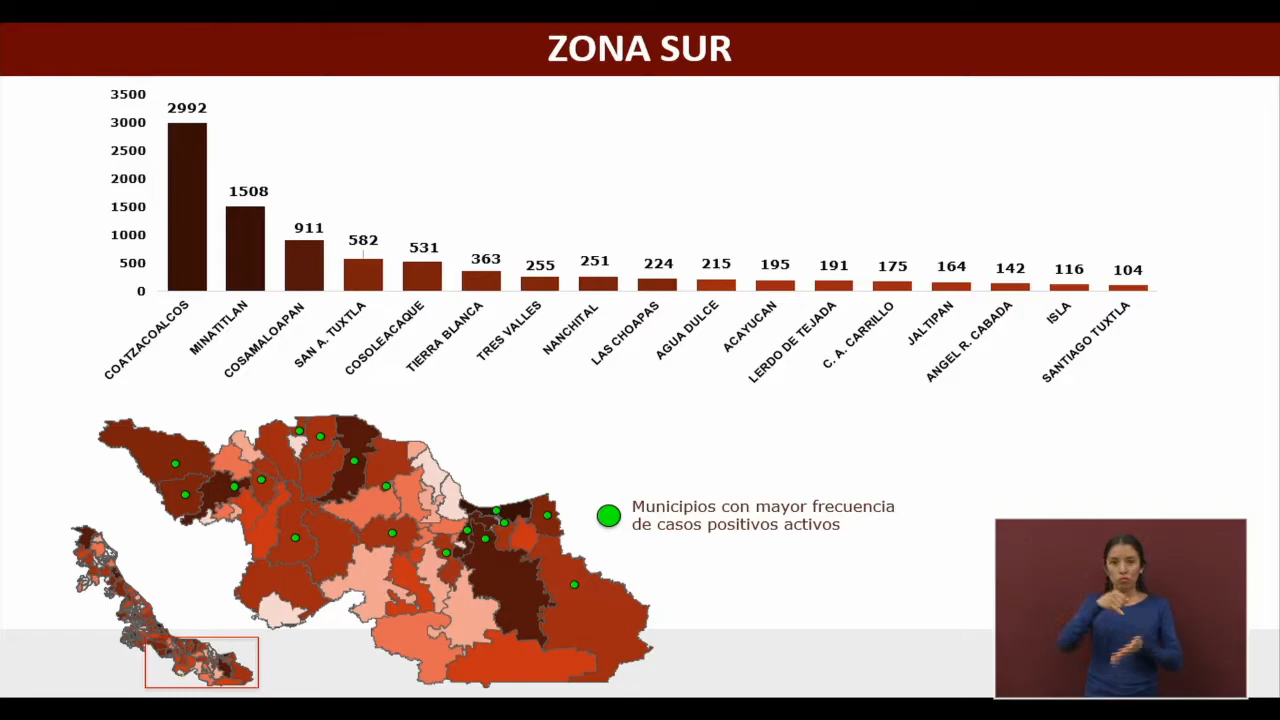 ZONA SUR
3500
3000
2500
2000
1500
1000
500
0
2992
1508
911
582
531
363
255
251
224
215
195
191
175
164
142
116
104
COATZACOALCOS
MINATITLAN
COSAMALOAPAN
SAN A. TUXTLA
COSOLEACAQUE
TIERRA BLANCA
TRES VALLES
NANCHITAL
LAS CHOAPAS
AGUA DULCE
ACAYUCAN
LERDO DE TEJADA
C. A. CARRILLO
JALTIPAN
ANGEL R. CABADA
ISLA
SANTIAGO TUXTLA
Municipios con mayor frecuencia
de casos positivos activos